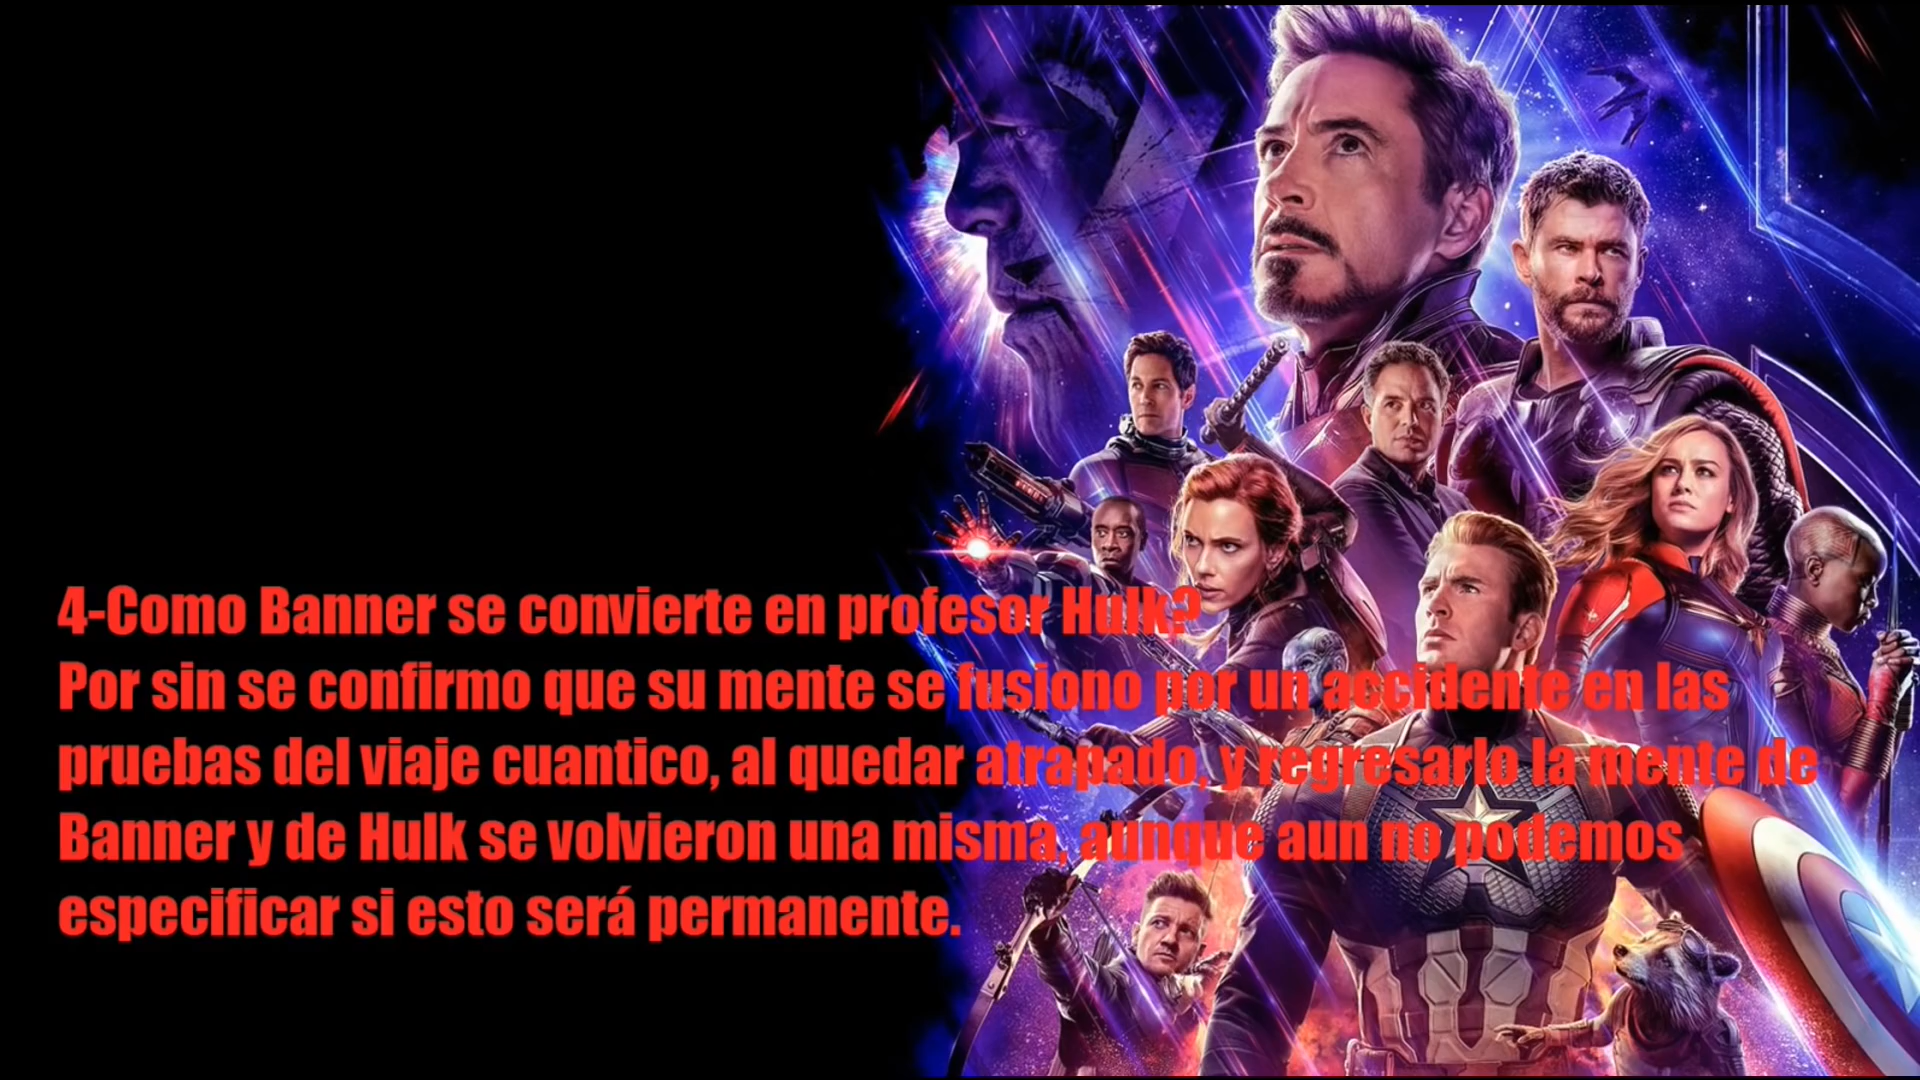 4-Como Banner se convierte en profesor Hulk?
Por sin se confirmo que su mente se fusiono por un accidente en las
pruebas del viaje cuantico, al quedar atrapado, y regresarlo la mente de
Banner y de Hulk se volvieron una misma, aunque aun no podemos
especificar si esto será permanente.